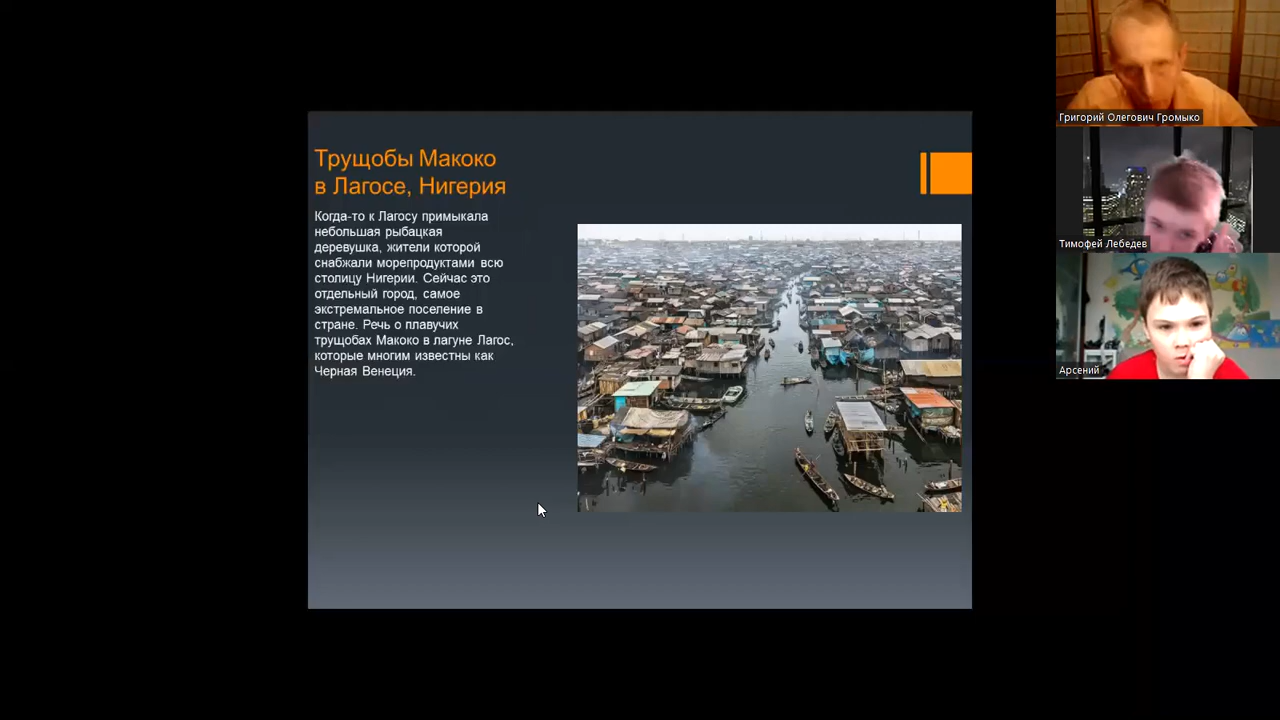 Трущобы Макоко
в Лагосе, Нигерия
Когда-то к Лагосу примыкала
небольшая рыбацкая
деревушка, жители которой
снабжали морепродуктами всю
столицу Нигерии. Сейчас это
отдельный город, самое
экстремальное поселение в
стране. Речь о плавучих
трущобах Макоко в лагуне Лагос,
которые многим известны как
Черная Венеция.
Григорий Олегович Громыко
Тимофей Лебедев
Арсений